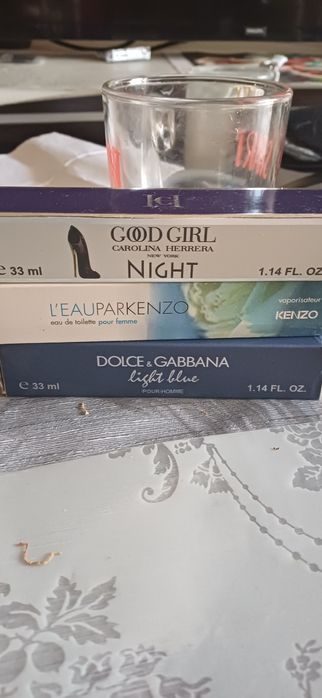 GOOD GIRL
CAROLINA HERRERA
NEW YORK
NIGHT
℮ 33 ml
1.14 FL. OZ.
L'EAUPARKENZO
eau de toilette pour femme
vaporisateur
KENZO
DOLCE & GABBANA
light blue
POUR HOMME
℮ 33 ml
1.14 FL. OZ.